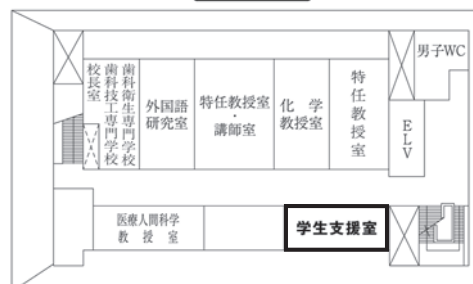 男子WC
歯科衛生専門学校
歯科技工専門学校
校長室
外国語
研究室
特任教授室
・
講師室
化学
教授室
特任教授室
ELV
医療人間科学
教授室
学生支援室